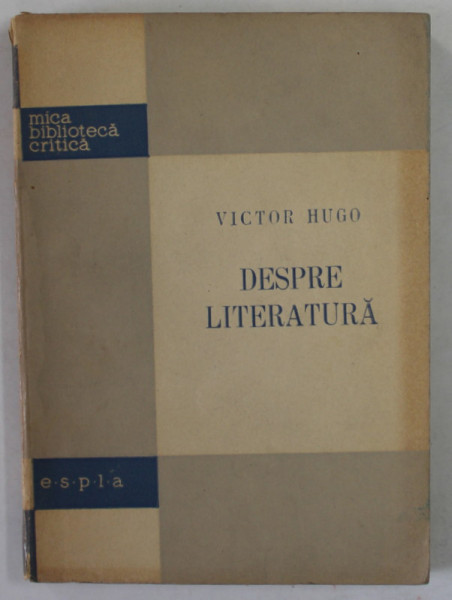 mica
bibliotecă
critică
VICTOR HUGO
DESPRE
LITERATURĂ
e·s·p·l·a